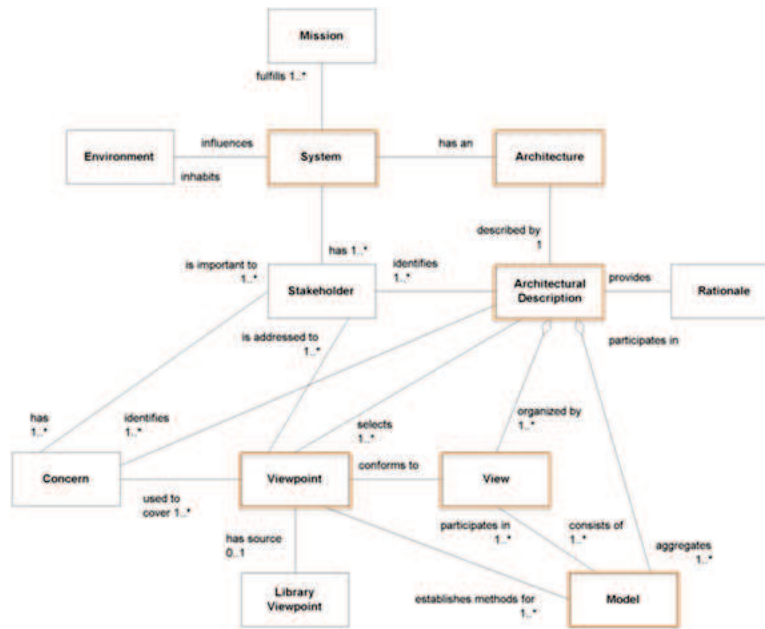 Mission
fulfills 1..*
Environment
influences
inhabits
System
has an
Architecture
described by
1
has 1..*
is important to
1..*
Stakeholder
identifies
1..*
Architectural
Description
provides
Rationale
is addressed to
1..*
participates in
has
1..*
identifies
1..*
selects
1..*
organized by
1..*
Concern
used to
cover 1..*
Viewpoint
conforms to
View
has source
0..1
participates in
1..*
consists of
1..*
aggregates
1..*
Library
Viewpoint
establishes methods for
1..*
Model